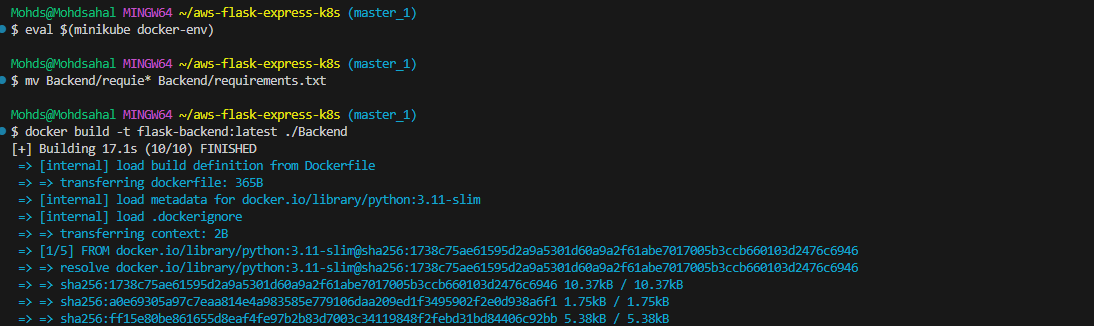 Mohds@Mohdsahal MINGW64 ~/aws-flask-express-k8s (master_1)
$ eval $(minikube docker-env)
Mohds@Mohdsahal MINGW64 ~/aws-flask-express-k8s (master_1)
$ mv Backend/requie* Backend/requirements.txt
Mohds@Mohdsahal MINGW64 ~/aws-flask-express-k8s (master_1)
$ docker build -t flask-backend:latest ./Backend
[+] Building 17.1s (10/10) FINISHED
=> [internal] load build definition from Dockerfile
=> => transferring dockerfile: 365B
=> [internal] load metadata for docker.io/library/python:3.11-slim
=> [internal] load .dockerignore
=> => transferring context: 2B
=> [1/5] FROM docker.io/library/python:3.11-slim@sha256:1738c75ae61595d2a9a5301d60a9a2f61abe7017005b3ccb660103d2476c6946
=> => resolve docker.io/library/python:3.11-slim@sha256:1738c75ae61595d2a9a5301d60a9a2f61abe7017005b3ccb660103d2476c6946
=> => sha256:1738c75ae61595d2a9a5301d60a9a2f61abe7017005b3ccb660103d2476c6946 10.37kB / 10.37kB
=> => sha256:a0e69305a97c7eaa814e4a983585e779106daa209ed1f3495902f2e0d938a6f1 1.75kB / 1.75kB
=> => sha256:ff15e80be861655d8eaf4fe97b2b83d7003c34119848f2febd31bd84406c92bb 5.38kB / 5.38kB